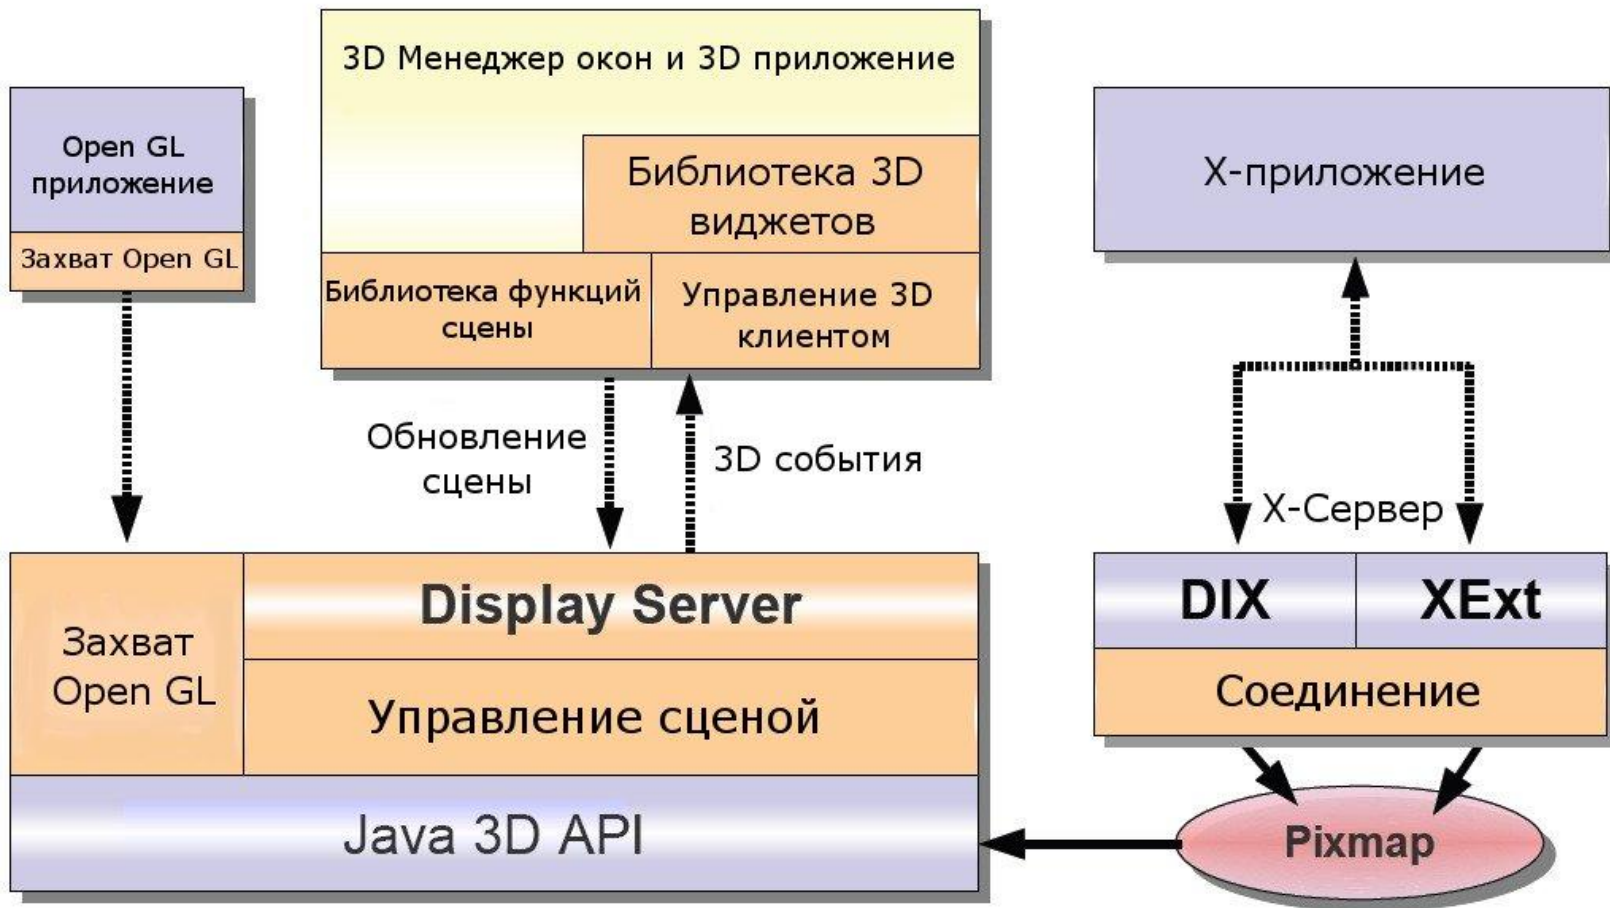 3D Менеджер окон и 3D приложение
Open GL
приложение
Захват Open GL
Библиотека 3D
виджетов
Библиотека функций
сцены
Управление 3D
клиентом
X-приложение
Обновление
сцены
3D события
X-Сервер
Захват
Open GL
Display Server
Управление сценой
Java 3D API
DIX
XExt
Соединение
Pixmap